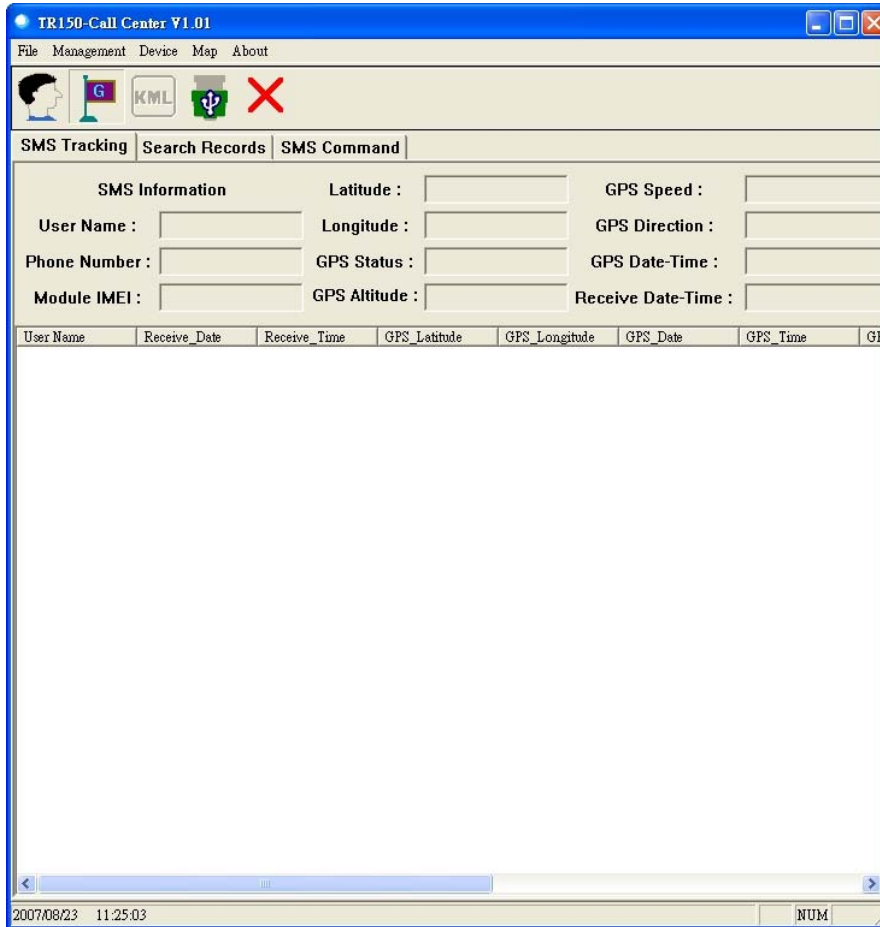 TR150-Call Center V1.01
File Management Device Map About
G KML
SMS Tracking Search Records SMS Command
SMS Information Latitude : GPS Speed :
User Name : Longitude : GPS Direction :
Phone Number : GPS Status : GPS Date-Time :
Module IMEI : GPS Altitude : Receive Date-Time :
User Name Receive_Date Receive_Time GPS_Latitude GPS_Longitude GPS_Date GPS_Time
2007/08/23 11:25:03 NUM